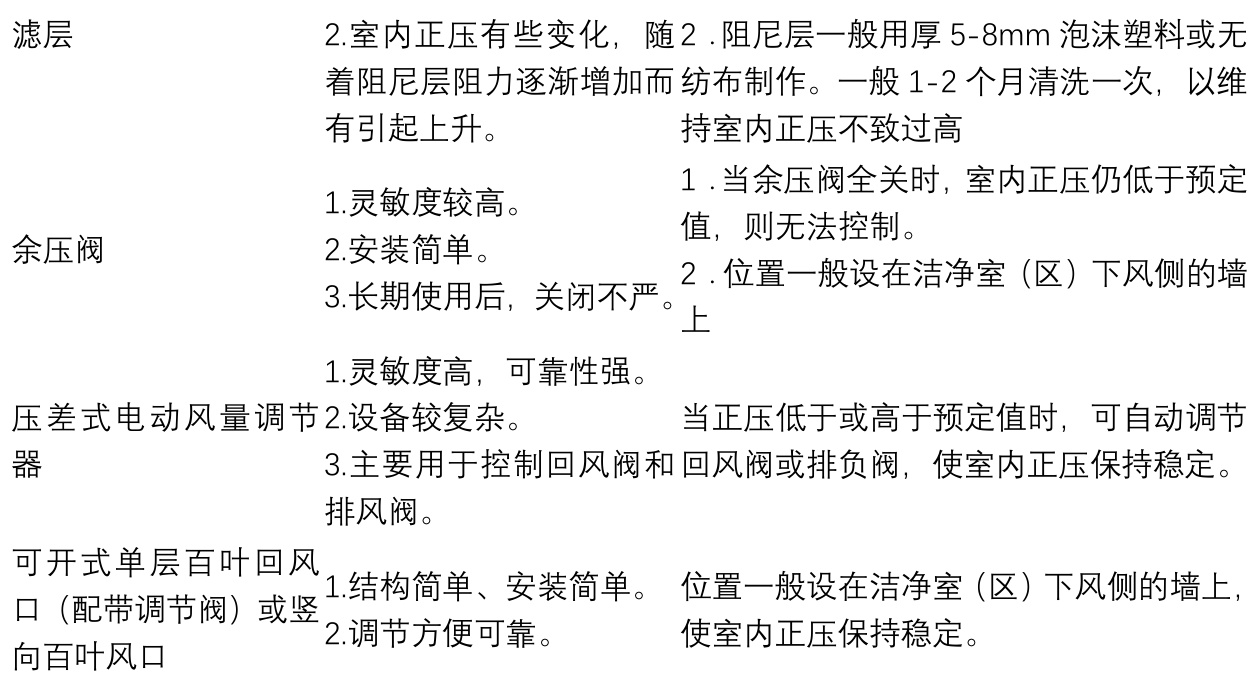 滤层
2.室内正压有些变化，随
着阻尼层阻力逐渐增加而
有引起上升。
2 .阻尼层一般用厚 5-8mm 泡沫塑料或无
纺布制作。一般 1-2 个月清洗一次，以维
持室内正压不致过高
余压阀
1.灵敏度较高。
2.安装简单。
3.长期使用后，关闭不严。
1 .当余压阀全关时，室内正压仍低于预定
值，则无法控制。
2 .位置一般设在洁净室（区）下风侧的墙
上
压差式电动风量调节
器
1.灵敏度高，可靠性强。
2.设备较复杂。
3.主要用于控制回风阀和
排风阀。
当正压低于或高于预定值时，可自动调节
回风阀或排负阀，使室内正压保持稳定。
可开式单层百叶回风
口（配带调节阀）或竖
向百叶风口
1.结构简单、安装简单。
2.调节方便可靠。
位置一般设在洁净室（区）下风侧的墙上，
使室内正压保持稳定。